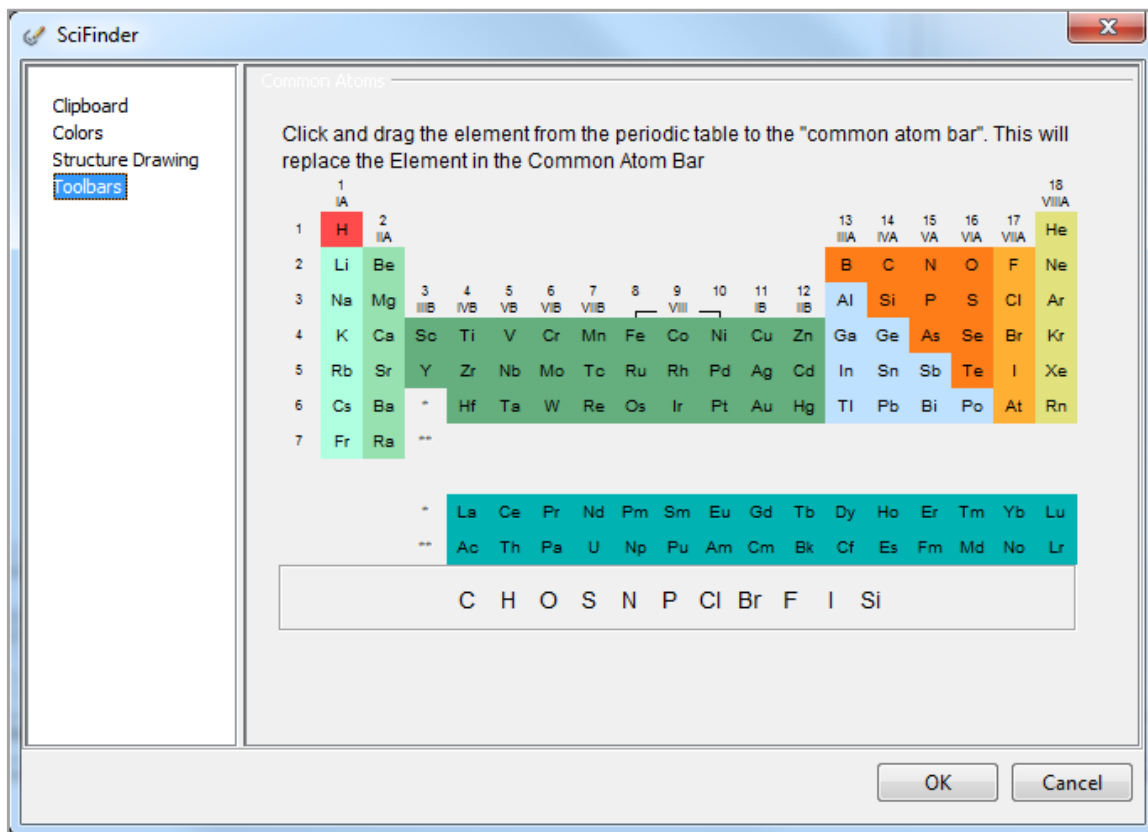 SciFinder
Clipboard
Colors
Structure Drawing
Toolbars
Common Atoms
Click and drag the element from the periodic table to the "common atom bar". This will
replace the Element in the Common Atom Bar
1 18
IA VIIIA
1 H 2 13 14 15 16 17 He
IIA IIIA IVA VA VIA VIIA
2 Li Be B C N O F Ne
3 Na Mg 3 4 5 6 7 8 9 10 11 12 Al Si P S Cl Ar
IIIB IVB VB VIB VIIB VIII IB IIB
4 K Ca Sc Ti V Cr Mn Fe Co Ni Cu Zn Ga Ge As Se Br Kr
5 Rb Sr Y Zr Nb Mo Tc Ru Rh Pd Ag Cd In Sn Sb Te I Xe
6 Cs Ba * Hf Ta W Re Os Ir Pt Au Hg Tl Pb Bi Po At Rn
7 Fr Ra **
* La Ce Pr Nd Pm Sm Eu Gd Tb Dy Ho Er Tm Yb Lu
** Ac Th Pa U Np Pu Am Cm Bk Cf Es Fm Md No Lr
C H O S N P Cl Br F I Si
OK Cancel